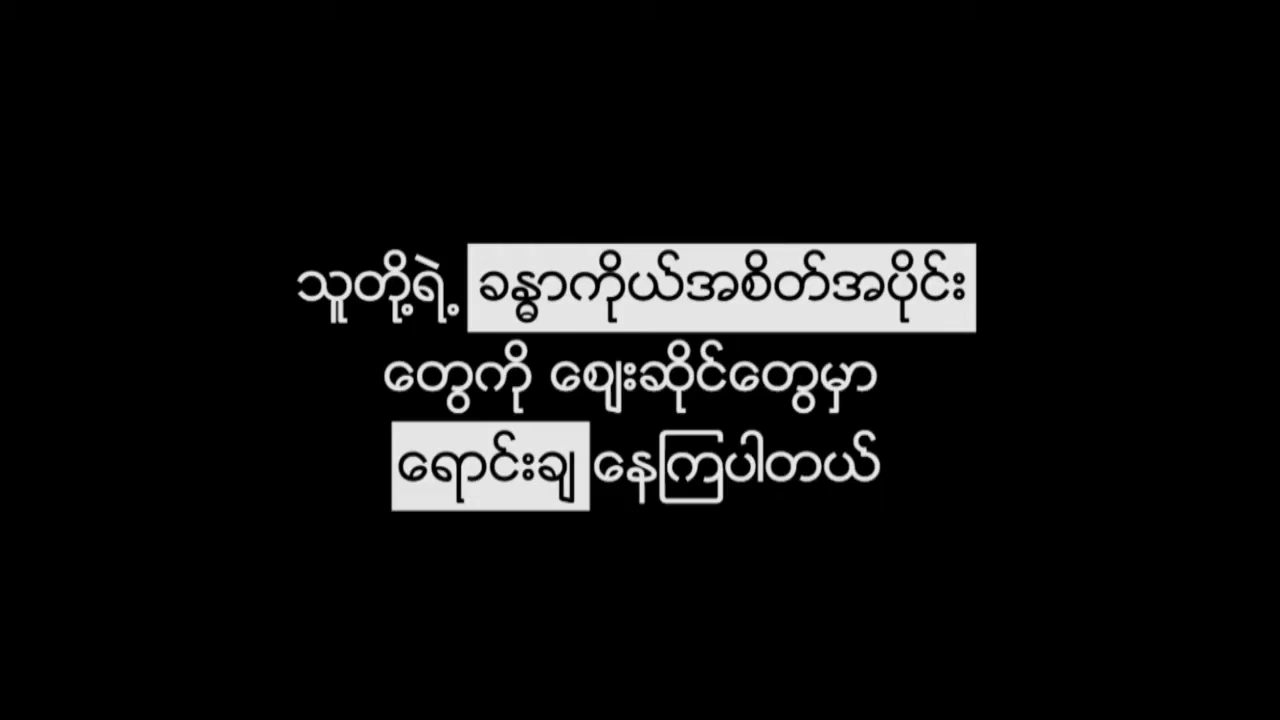 သူတို့ရဲ့ ခန္ဓာကိုယ်အစိတ်အပိုင်း
တွေကို ဈေးဆိုင်တွေမှာ
ရောင်းချ နေကြပါတယ်